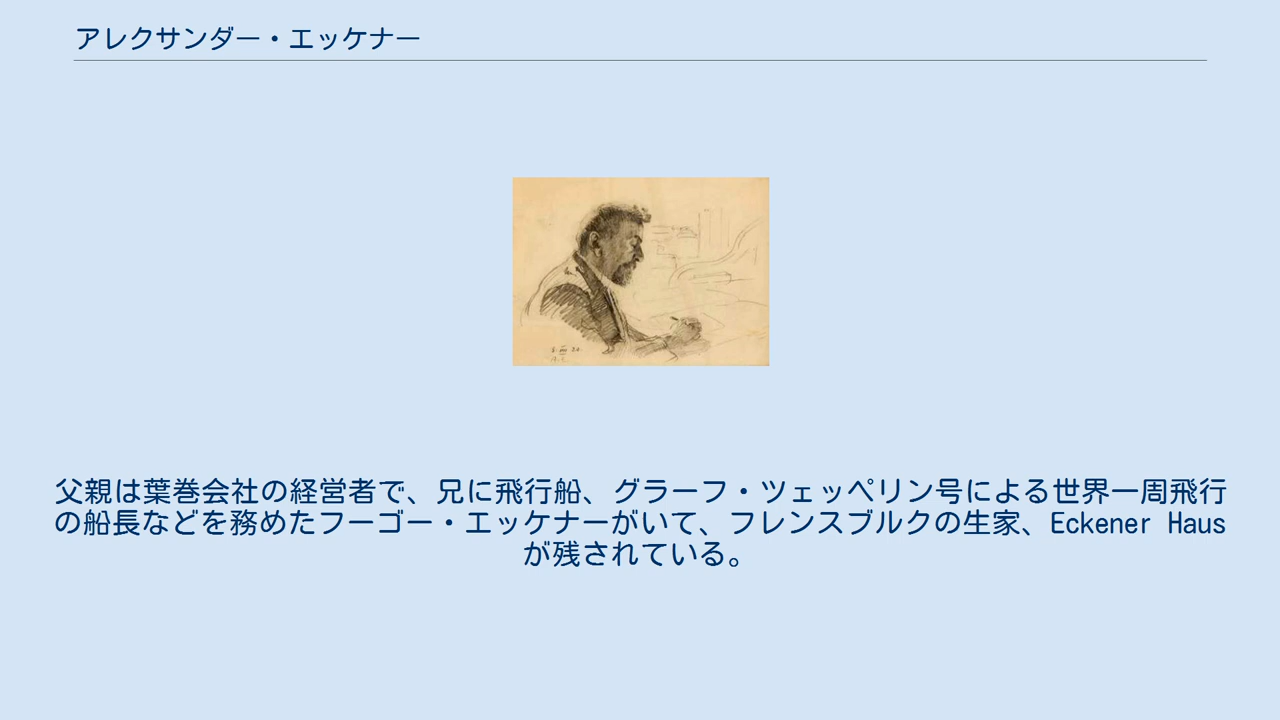 アレクサンダー・エッケナー
父親は葉巻会社の経営者で、兄に飛行船、グラーフ・ツェッペリン号による世界一周飛行
の船長などを務めたフーゴー・エッケナーがいて、フレンスブルクの生家、Eckener Haus
が残されている。